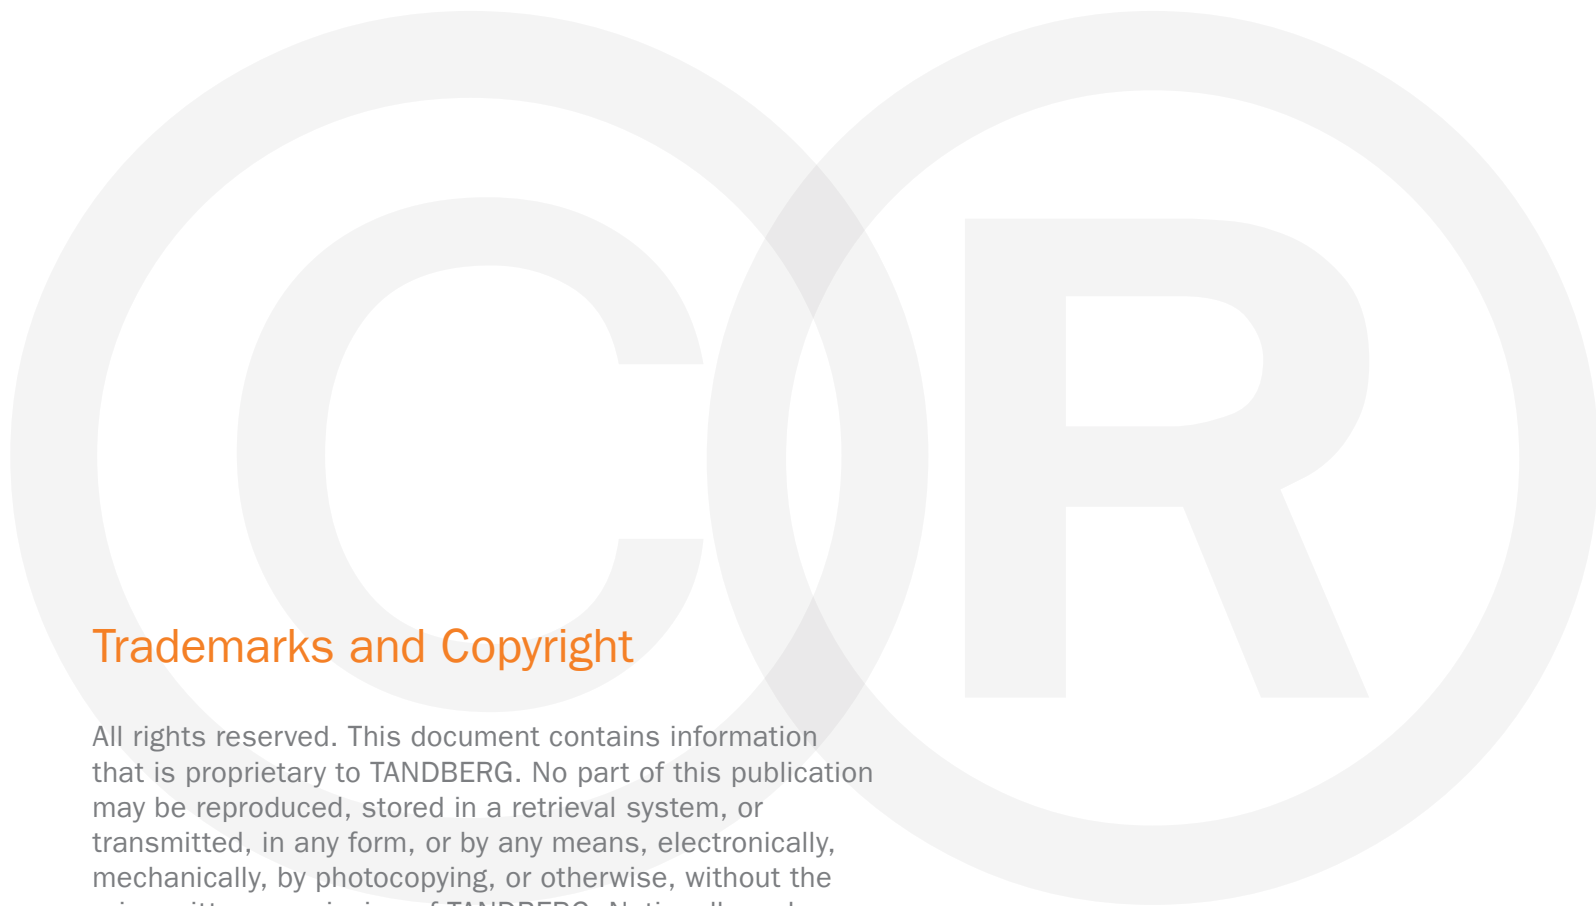 C R
Trademarks and Copyright
All rights reserved. This document contains information
that is proprietary to TANDBERG. No part of this publication
may be reproduced, stored in a retrieval system, or
transmitted, in any form, or by any means, electronically,
mechanically, by photocopying, or otherwise, without the